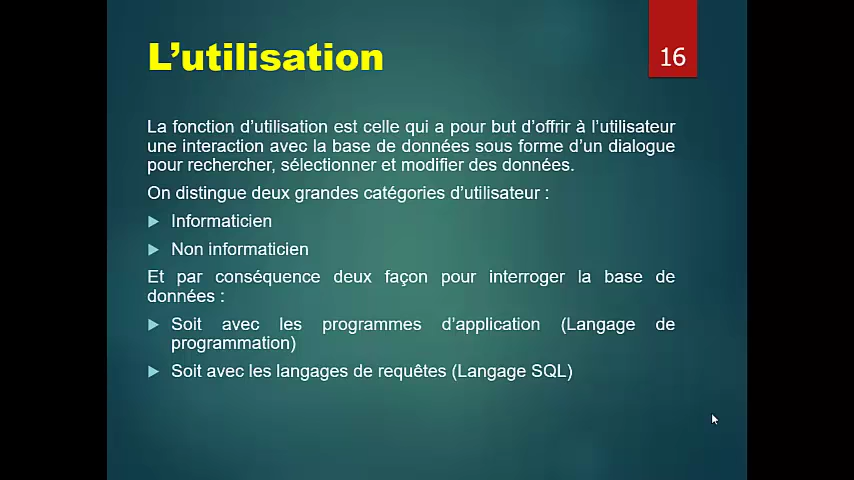 L’utilisation
16
La fonction d’utilisation est celle qui a pour but d’offrir à l’utilisateur
une interaction avec la base de données sous forme d’un dialogue
pour rechercher, sélectionner et modifier des données.
On distingue deux grandes catégories d’utilisateur :
Informaticien
Non informaticien
Et par conséquence deux façon pour interroger la base de
données :
Soit avec les programmes d’application (Langage de
programmation)
Soit avec les langages de requêtes (Langage SQL)